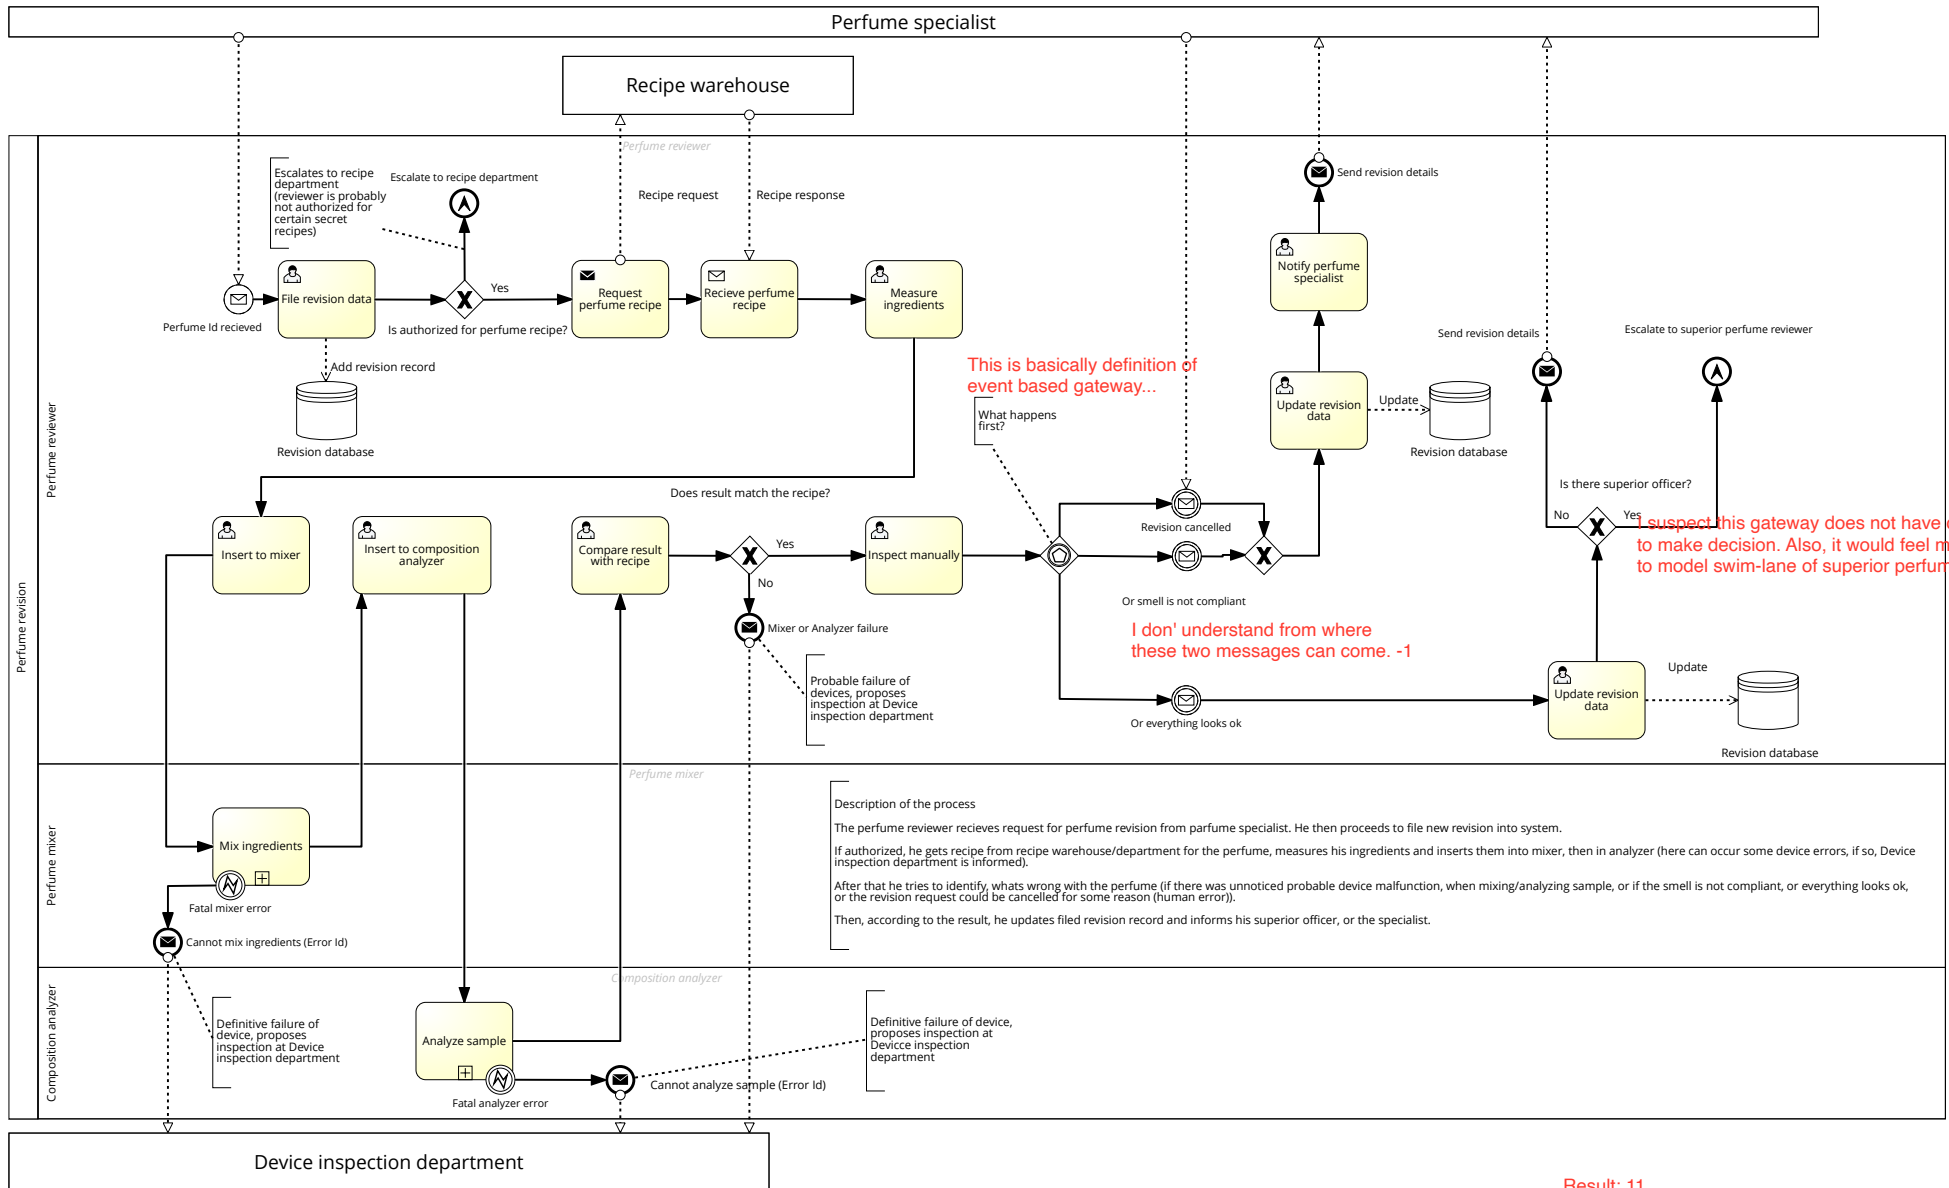 Perfume specialist
Recipe warehouse
Perfume reviewer
Escalates to recipe
department
(reviewer is probably
not authorized for
certain secret
recipes)
Escalate to recipe department
Recipe request
Recipe response
Send revision details
Perfume Id recieved
File revision data
Yes
Is authorized for perfume recipe?
Request
perfume recipe
Recieve perfume
recipe
Measure
ingredients
Notify perfume
specialist
Add revision record
Revision database
This is basically definition of
event based gateway...
What happens
first?
Update revision
data
Update
Revision database
Send revision details
Escalate to superior perfume reviewer
Perfume reviewer
Perfume revision
Insert to mixer
Insert to composition
analyzer
Does result match the recipe?
Compare result
with recipe
Yes
No
Inspect manually
Mixer or Analyzer failure
Probable failure of
devices, proposes
inspection at Device
inspection department
Revision cancelled
Or smell is not compliant
I don' understand from where
these two messages can come. -1
Or everything looks ok
Is there superior officer?
No
Yes
I suspect this gateway does not have
to make decision. Also, it would feel
to model swim-lane of superior
Update revision
data
Update
Revision database
Perfume mixer
Perfume mixer
Mix ingredients
Fatal mixer error
Cannot mix ingredients (Error Id)
Description of the process
The perfume reviewer recieves request for perfume revision from parfume specialist. He then proceeds to file new revision into system.
If authorized, he gets recipe from recipe warehouse/department for the perfume, measures his ingredients and inserts them into mixer, then in analyzer (here can occur some device errors, if so, Device
inspection department is informed).
After that he tries to identify, whats wrong with the perfume (if there was unnoticed probable device malfunction, when mixing/analyzing sample, or if the smell is not compliant, or everything looks ok,
or the revision request could be cancelled for some reason (human error)).
Then, according to the result, he updates filed revision record and informs his superior officer, or the specialist.
Composition analyzer
Composition analyzer
Definitive failure of
device, proposes
inspection at Device
inspection department
Analyze sample
Fatal analyzer error
Cannot analyze sample (Error Id)
Definitive failure of device,
proposes inspection at
Devicce inspection
department
Device inspection department
Result: 11